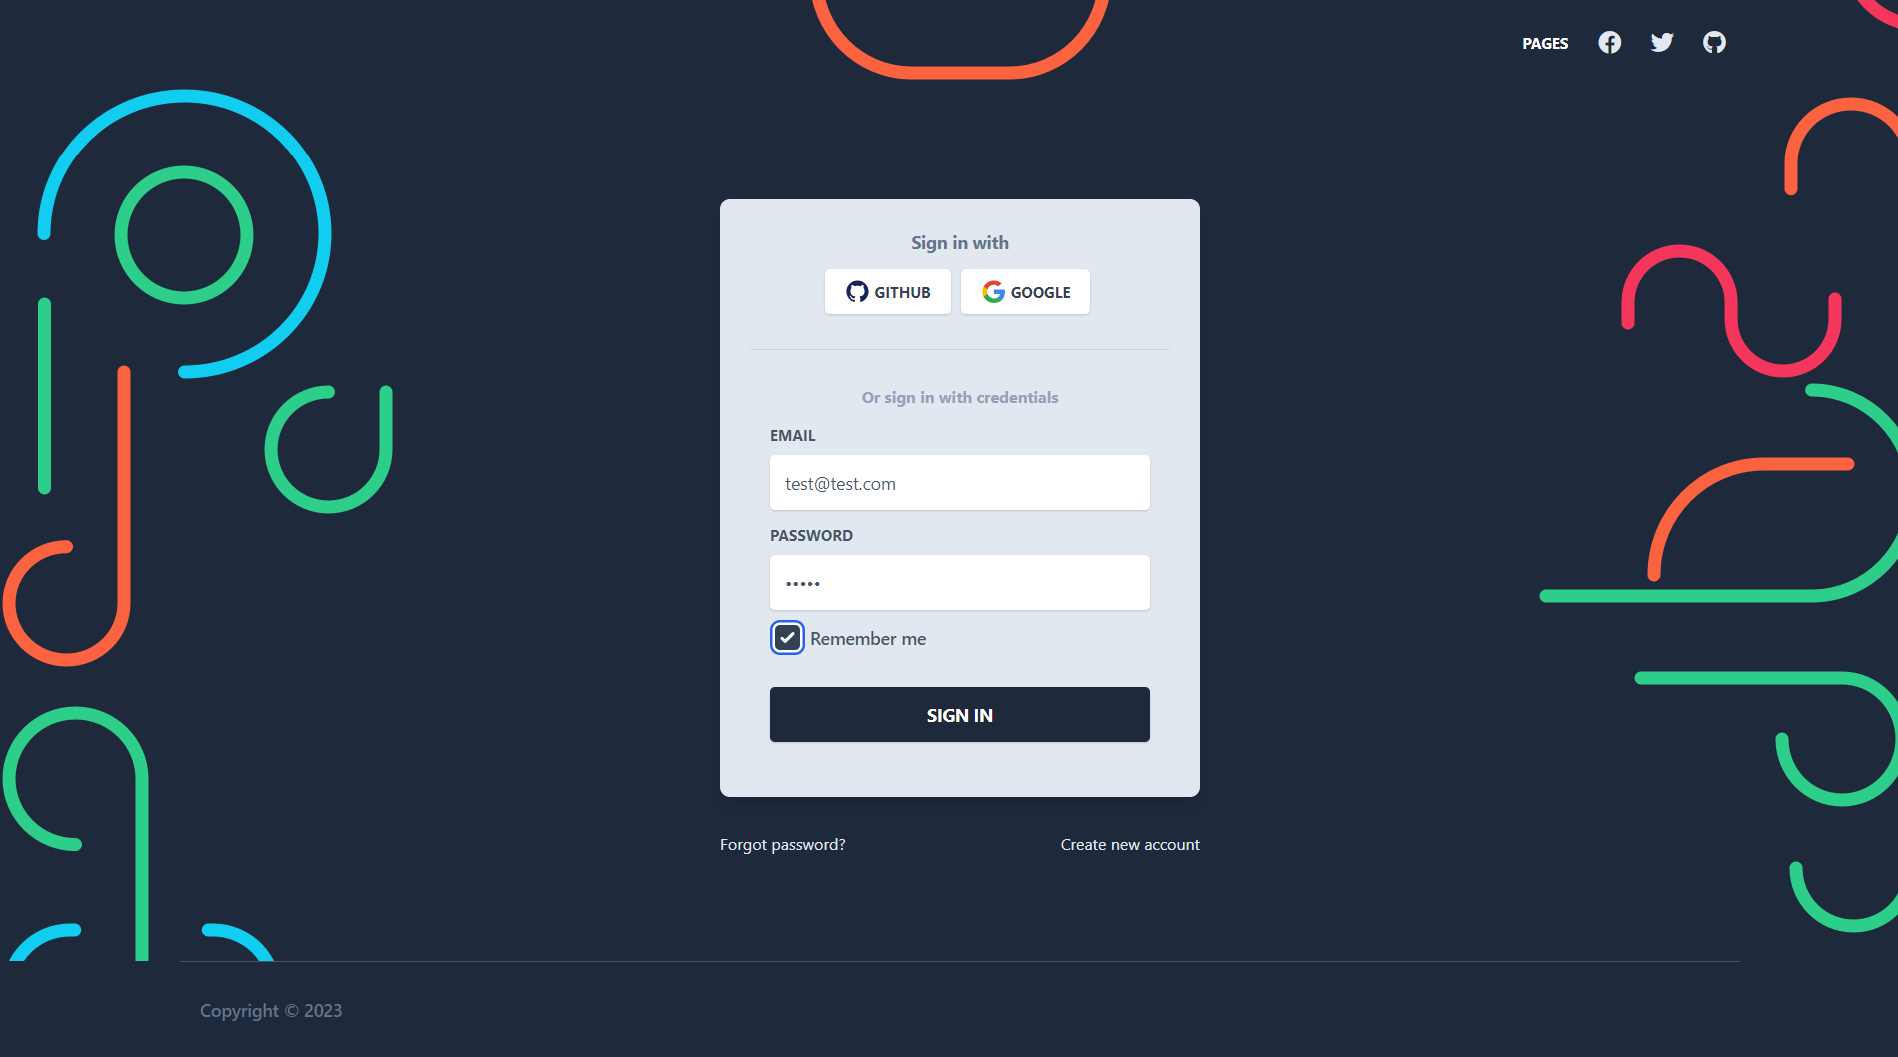 PAGES
Sign in with
GITHUB GOOGLE
Or sign in with credentials
EMAIL
test@test.com
PASSWORD
•••••
Remember me
SIGN IN
Forgot password? Create new account
Copyright © 2023